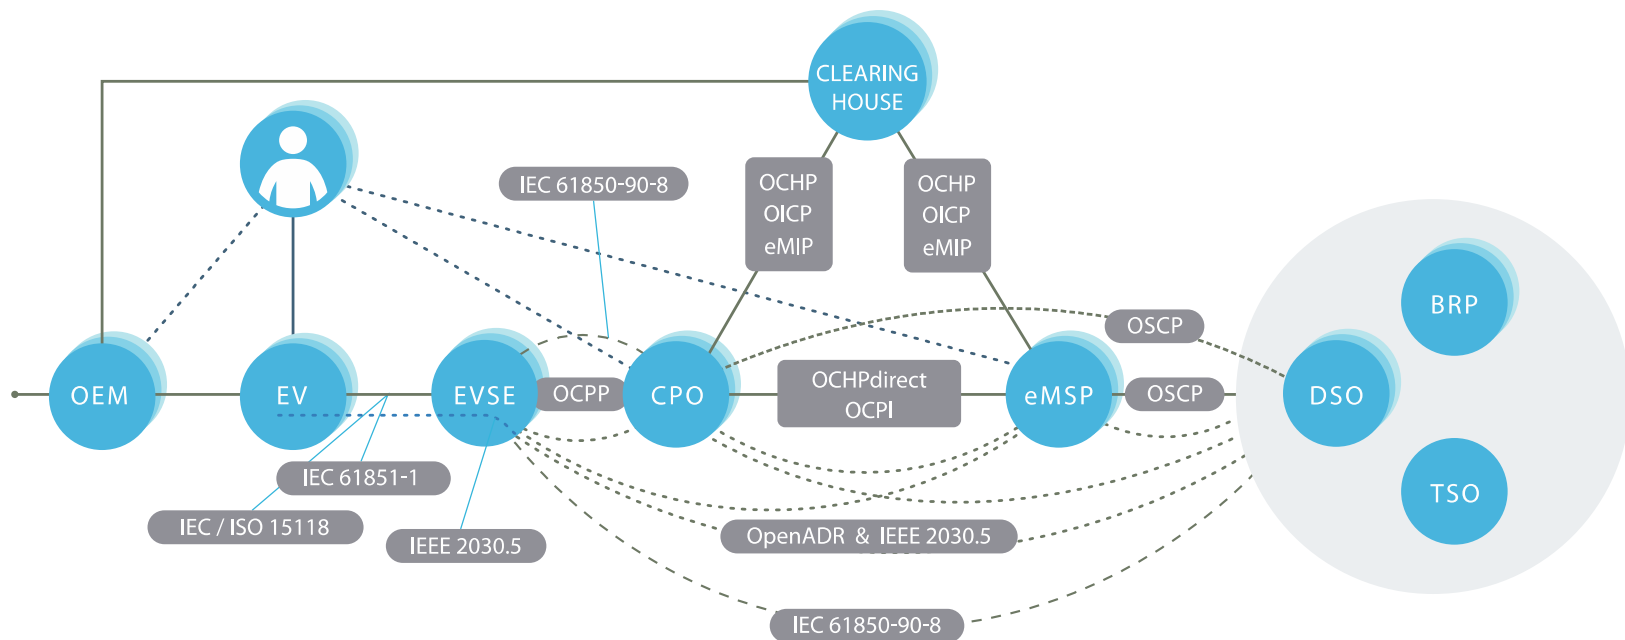 CLEARING
HOUSE
IEC 61850-90-8
OCHP
OICP
eMIP
OCHP
OICP
eMIP
BRP
OSCP
OEM
EV
EVSE
OCPP
CPO
OCHPdirect
OCPI
eMSP
OSCP
DSO
IEC 61851-1
TSO
IEC / ISO 15118
IEEE 2030.5
OpenADR & IEEE 2030.5
IEC 61850-90-8